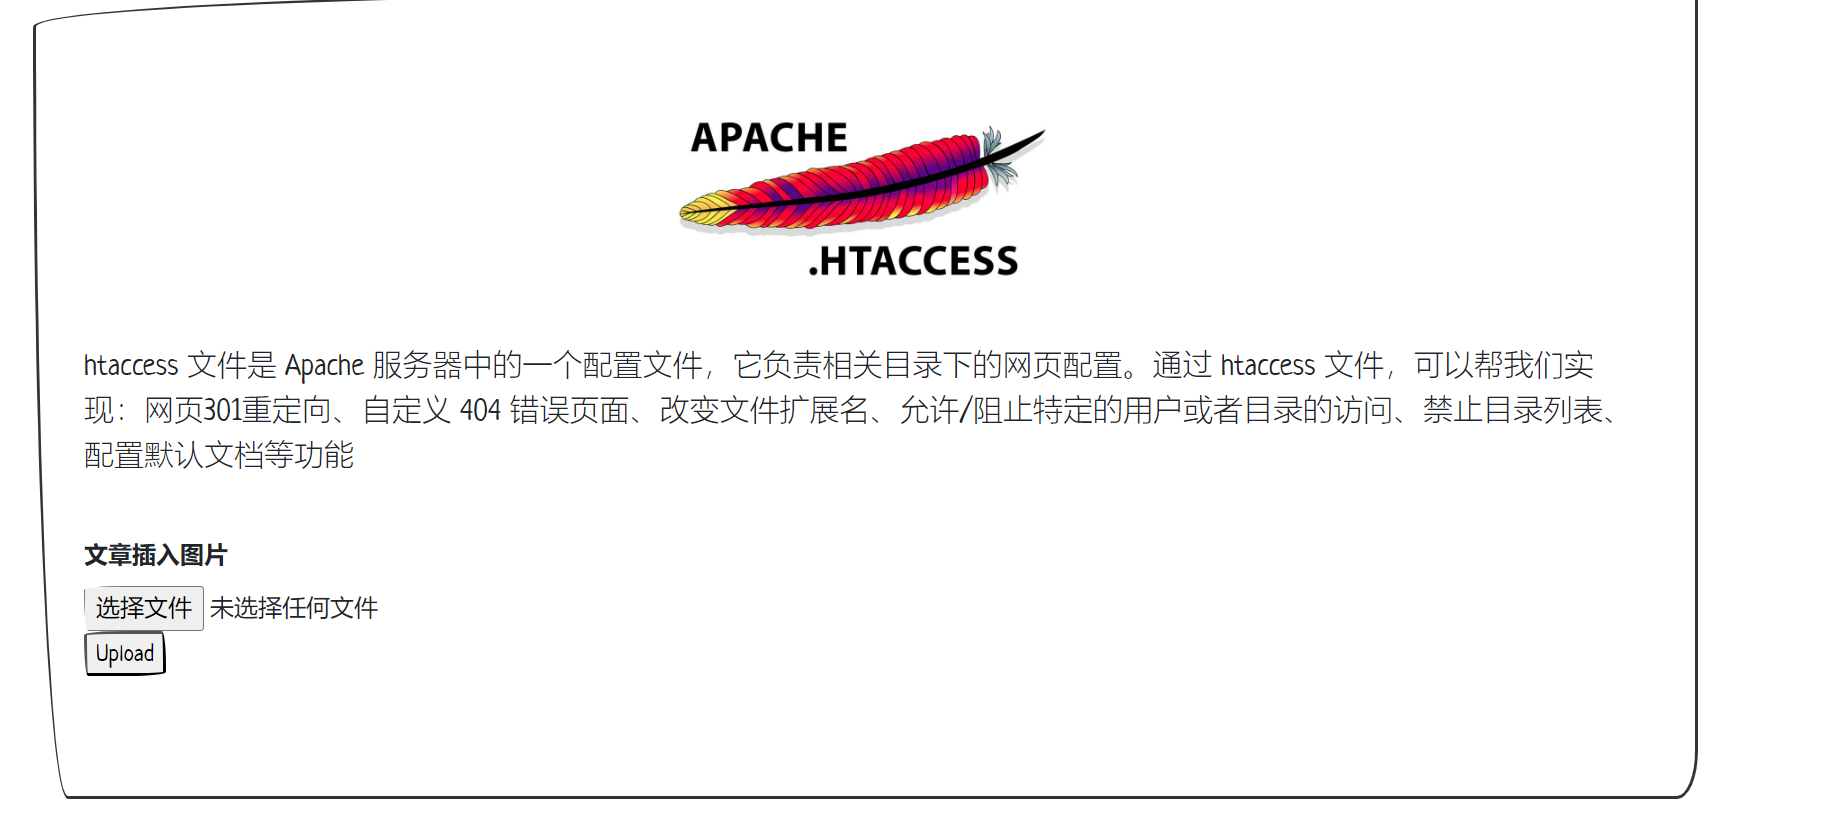 APACHE
.HTACCESS
htaccess 文件是 Apache 服务器中的一个配置文件，它负责相关目录下的网页配置。通过 htaccess 文件，可以帮我们实
现：网页301重定向、自定义 404 错误页面、改变文件扩展名、允许/阻止特定的用户或者目录的访问、禁止目录列表、
配置默认文档等功能
文章插入图片
选择文件 未选择任何文件
Upload